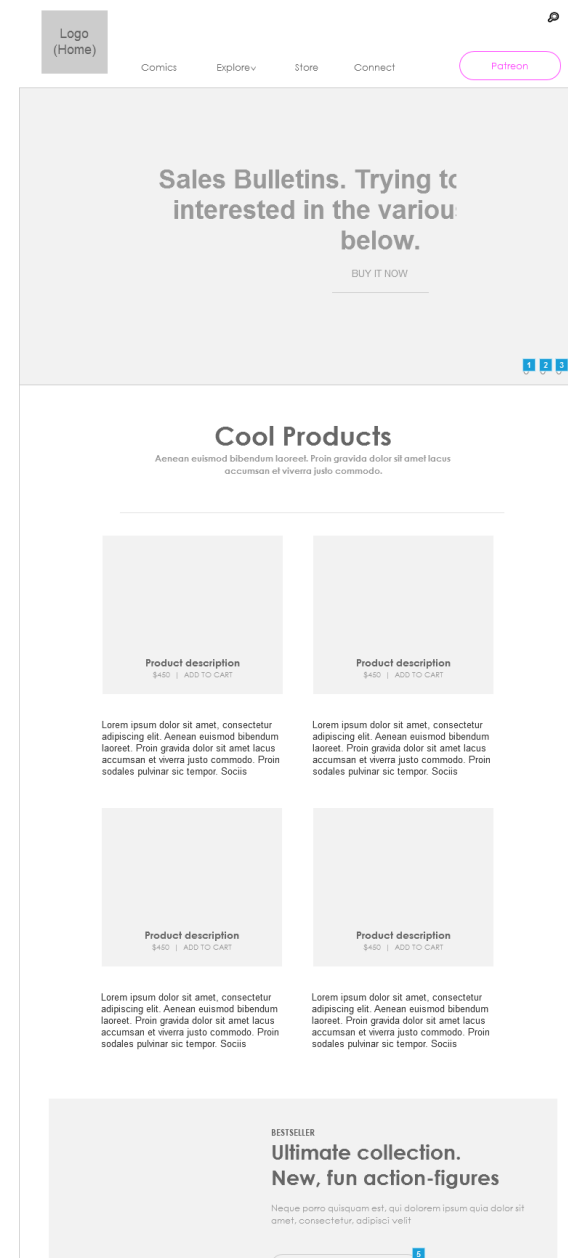 Logo
(Home)
Comics
Explore
Store
Connect
Patreon
Sales Bulletins. Trying to
interested in the variou
below.
BUY IT NOW
1 2 3
Cool Products
Aenean euismod bibendum laoreet. Proin gravida dolor sit amet lacus
accumsan et viverra justo commodo.
Product description
$450 | ADD TO CART
Product description
$450 | ADD TO CART
Lorem ipsum dolor sit amet, consectetur
adipiscing elit. Aenean euismod bibendum
laoreet. Proin gravida dolor sit amet lacus
accumsan et viverra justo commodo. Proin
sodales pulvinar sic tempor. Sociis
Lorem ipsum dolor sit amet, consectetur
adipiscing elit. Aenean euismod bibendum
laoreet. Proin gravida dolor sit amet lacus
accumsan et viverra justo commodo. Proin
sodales pulvinar sic tempor. Sociis
Product description
$450 | ADD TO CART
Product description
$450 | ADD TO CART
Lorem ipsum dolor sit amet, consectetur
adipiscing elit. Aenean euismod bibendum
laoreet. Proin gravida dolor sit amet lacus
accumsan et viverra justo commodo. Proin
sodales pulvinar sic tempor. Sociis
Lorem ipsum dolor sit amet, consectetur
adipiscing elit. Aenean euismod bibendum
laoreet. Proin gravida dolor sit amet lacus
accumsan et viverra justo commodo. Proin
sodales pulvinar sic tempor. Sociis
BESTSELLER
Ultimate collection.
New, fun action-figures
Neque porro quisquam est, qui dolorem ipsum quia dolor sit
amet, consectetur, adipisci velit
5